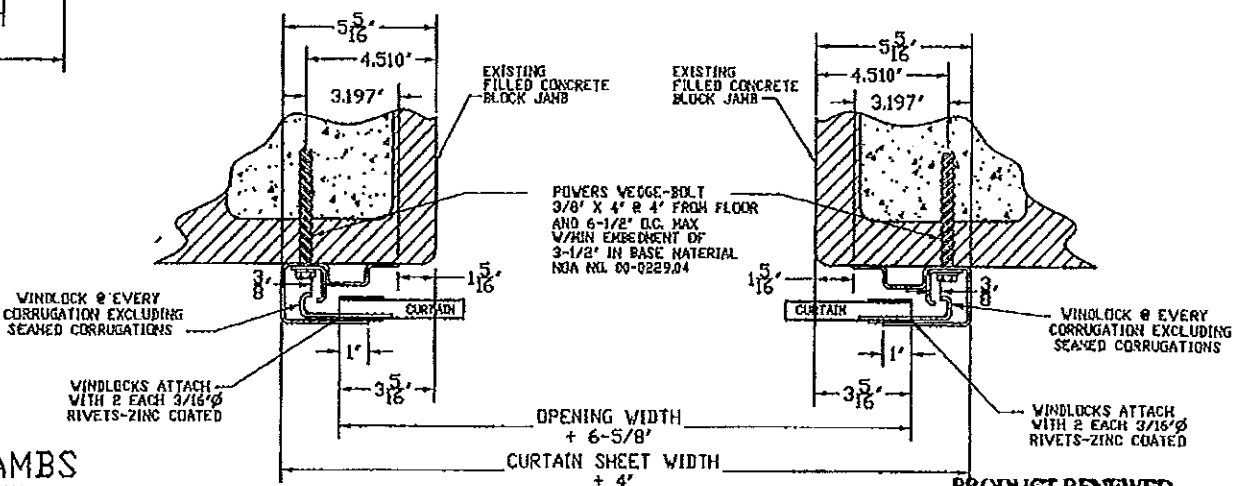 5 5/16"
4.510"
3.197"
EXISTING
FILLED CONCRETE
BLOCK JAMB
EXISTING
FILLED CONCRETE
BLOCK JAMB
5 5/16"
4.510"
3.197"
POWERS WEDGE-BOLT
3/8" X 4" @ 4" FROM FLOOR
AND 6-1/2" O.C. MAX
W/MIN EMBEDMENT OF
3-1/2" IN BASE MATERIAL
NOA NO. 00-0229.04
3/8"
1 5/16"
1 5/16"
3/8"
WINDLOCK @ EVERY
CORRUGATION EXCLUDING
SEAMED CORRUGATIONS
CURTAIN
CURTAIN
WINDLOCK @ EVERY
CORRUGATION EXCLUDING
SEAMED CORRUGATIONS
1"
1"
WINDLOCKS ATTACH
WITH 2 EACH 3/16"Ø
RIVETS-ZINC COATED
3 5/16"
3 5/16"
WINDLOCKS ATTACH
WITH 2 EACH 3/16"Ø
RIVETS-ZINC COATED
OPENING WIDTH
+ 6-5/8"
CURTAIN SHEET WIDTH
+ 4"
AMBS
PRODUCT RENEWED